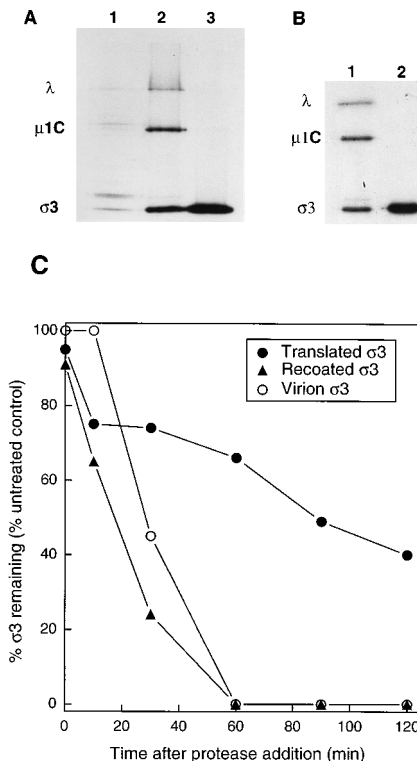 A
1 2 3
λ
μ1C
σ3
B
1 2
λ
μ1C
σ3
C
% σ3 remaining (% untreated control)
100
80
60
40
20
0
Translated σ3
Recoated σ3
Virion σ3
0 20 40 60 80 100 120
Time after protease addition (min)